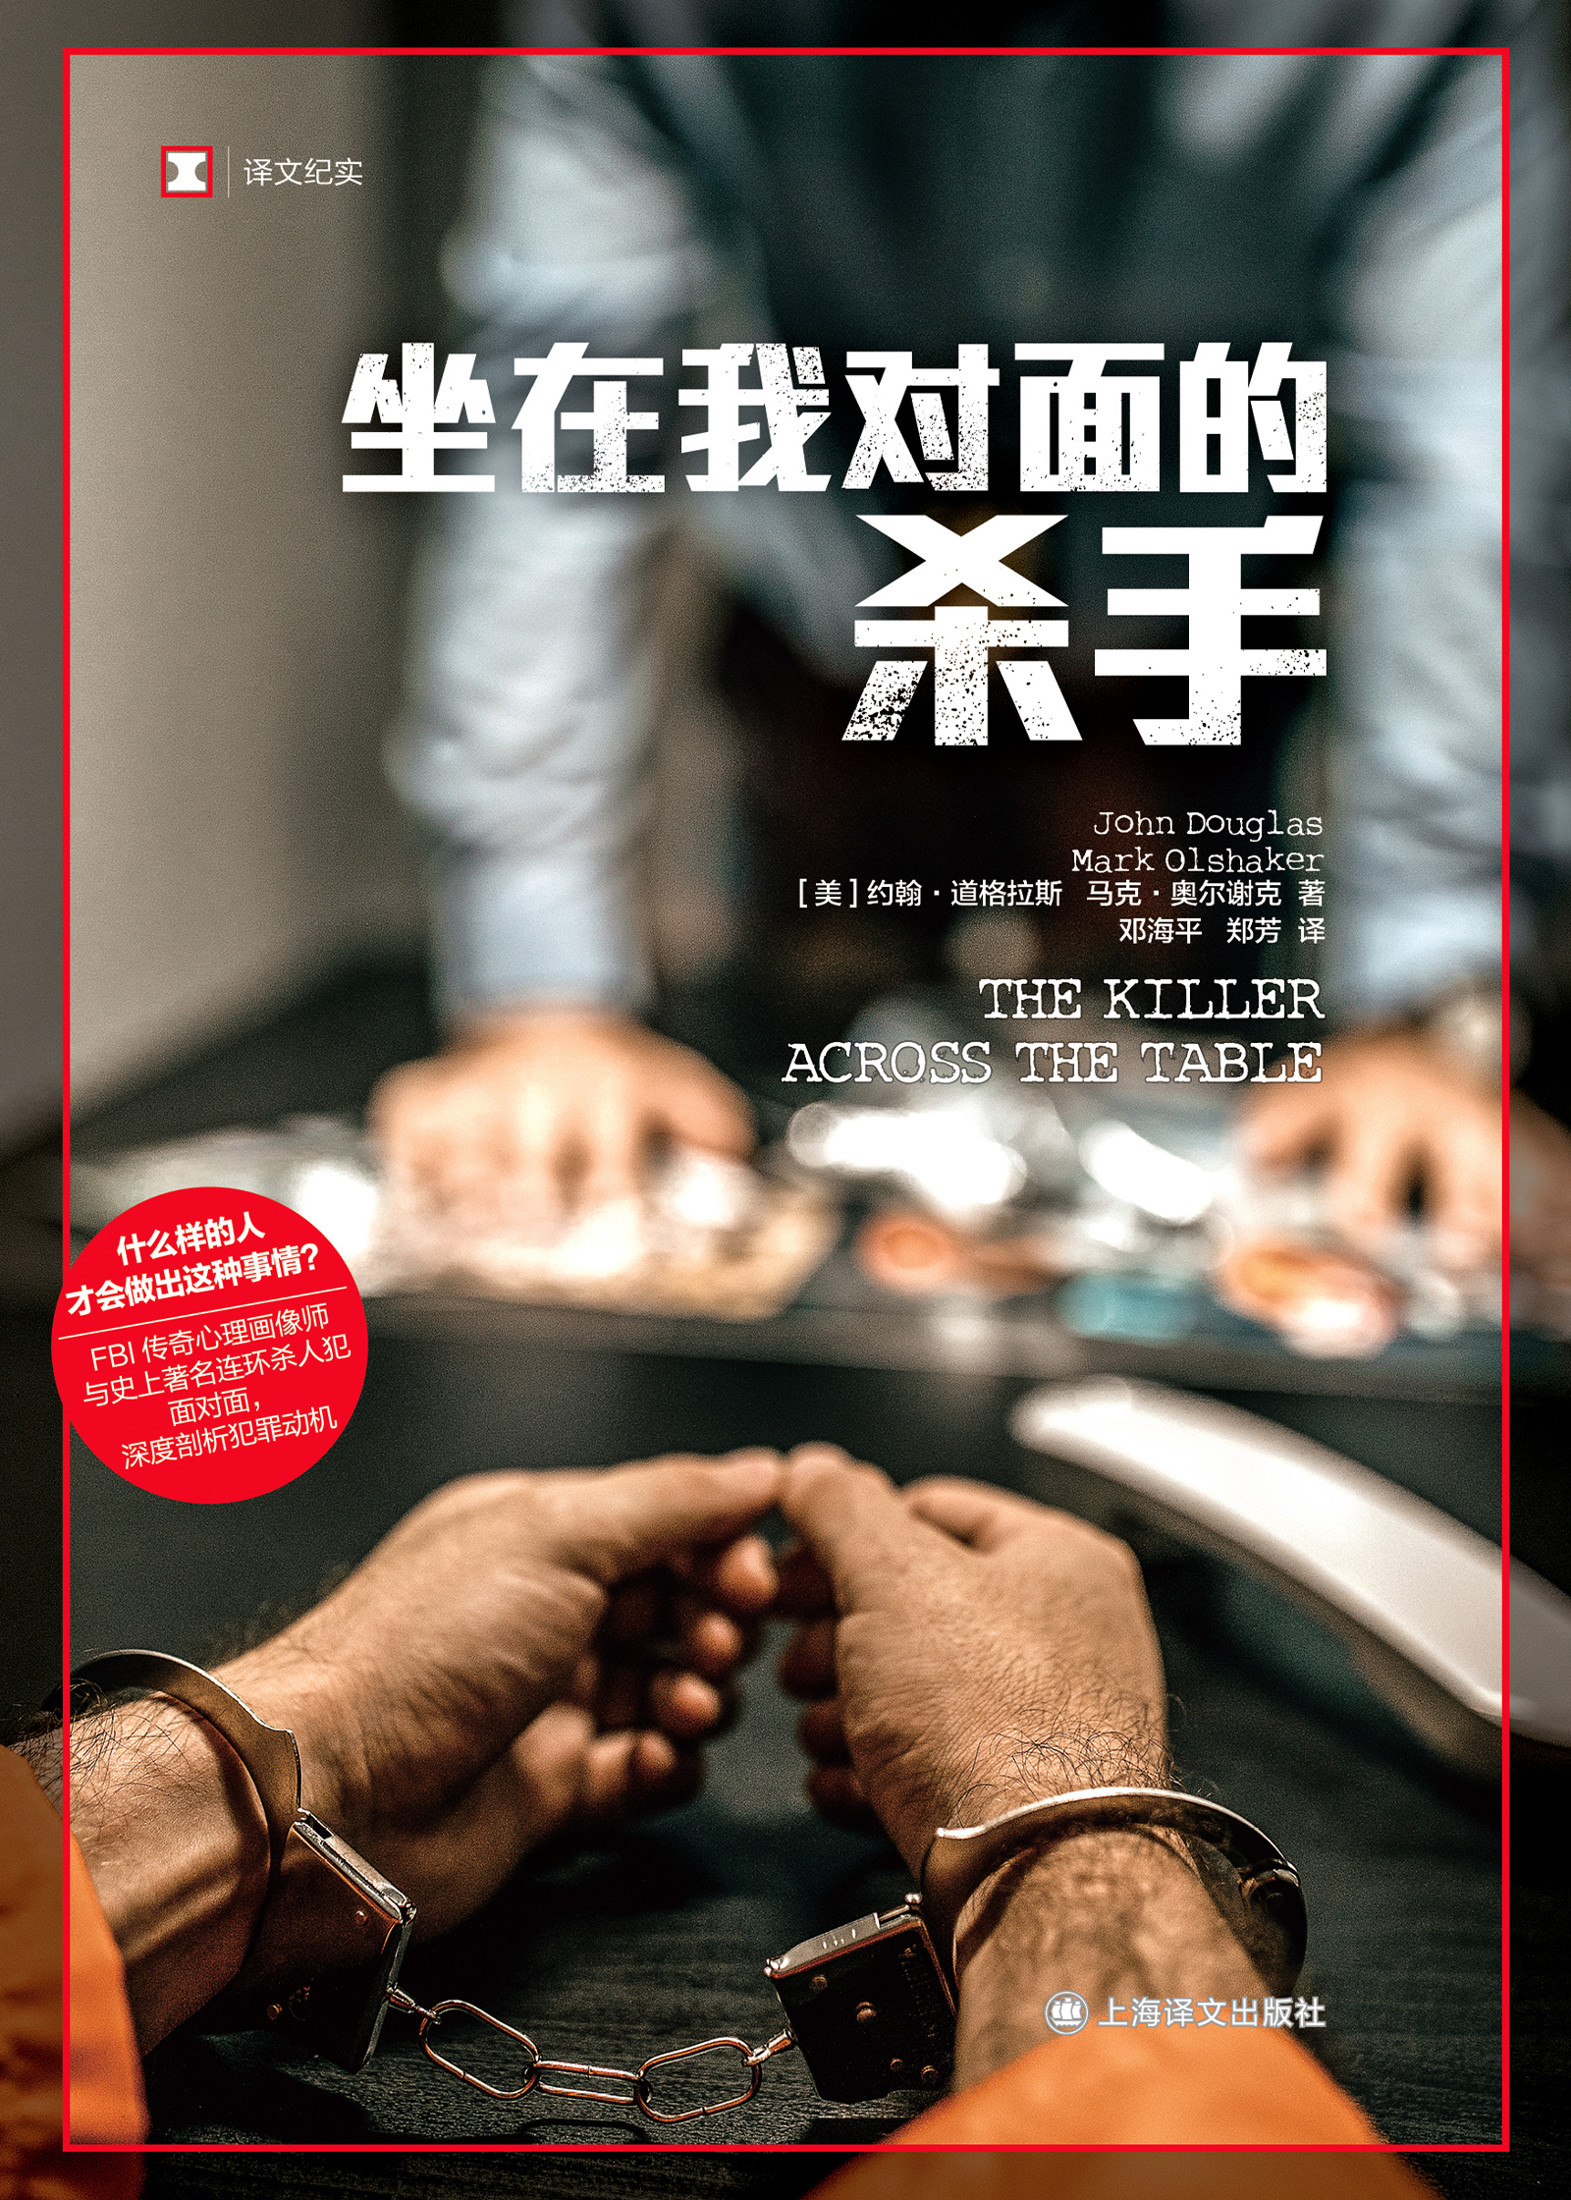 译文纪实
坐在我对面的
杀手
John Douglas
Mark Olshaker
[美]约翰·道格拉斯 马克·奥尔谢克 著
邓海平 郑芳 译
THE KILLER
ACROSS THE TABLE
什么样的人
才会做出这种事情?
FBI 传奇心理画像师
与史上著名连环杀人犯
面对面,
深度剖析犯罪动机
上海译文出版社